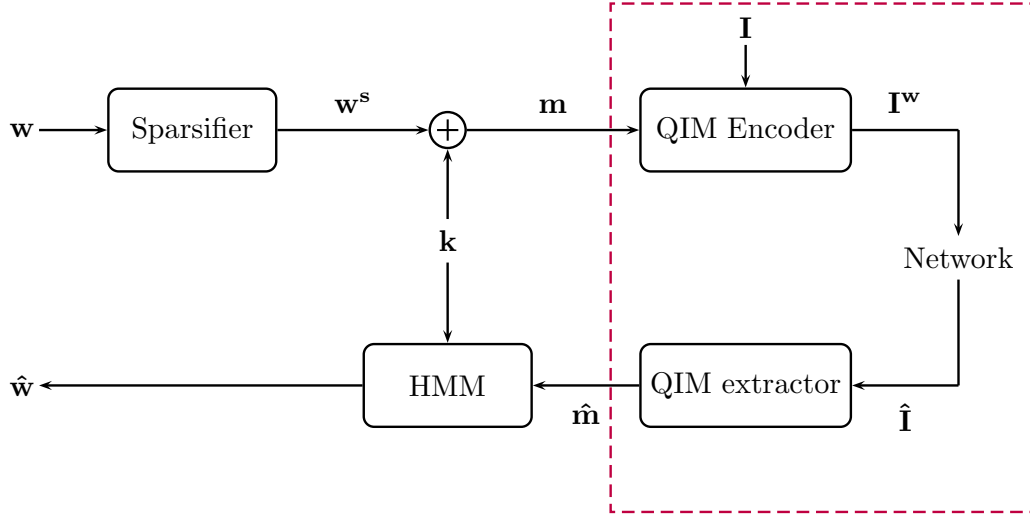 I
w Sparsifier w^s + m QIM Encoder I^w
k
Network
ŵ HMM m̂ QIM extractor Î